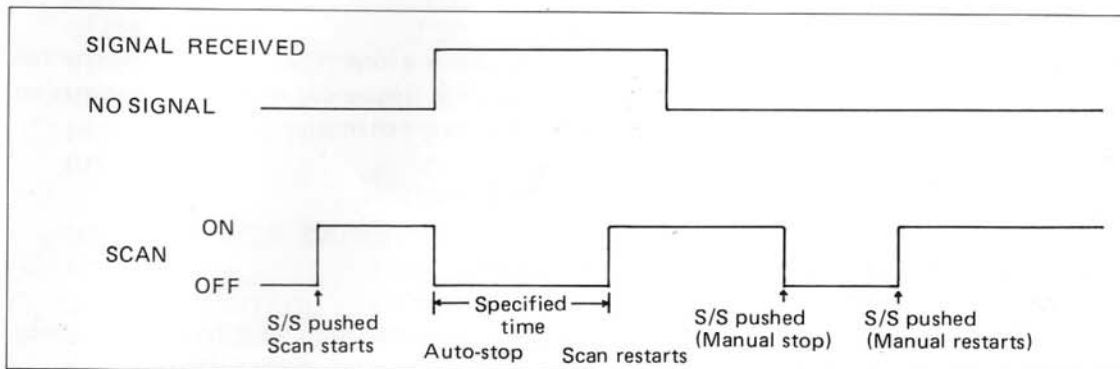 SIGNAL RECEIVED
NO SIGNAL
ON
SCAN
OFF
Specified
time
S/S pushed
Scan starts
Auto-stop
Scan restarts
S/S pushed
(Manual stop)
S/S pushed
(Manual restarts)